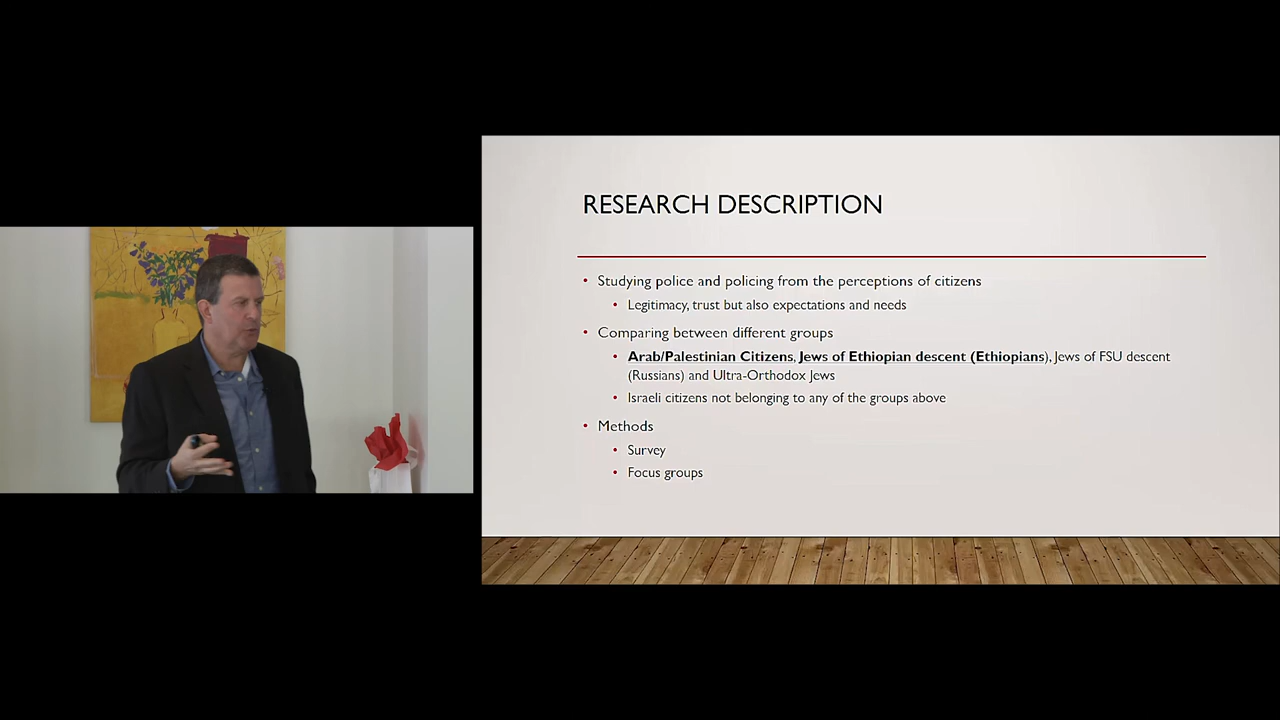 RESEARCH DESCRIPTION
• Studying police and policing from the perceptions of citizens
• Legitimacy, trust but also expectations and needs
• Comparing between different groups
• Arab/Palestinian Citizens, Jews of Ethiopian descent (Ethiopians), Jews of FSU descent
(Russians) and Ultra-Orthodox Jews
• Israeli citizens not belonging to any of the groups above
• Methods
• Survey
• Focus groups